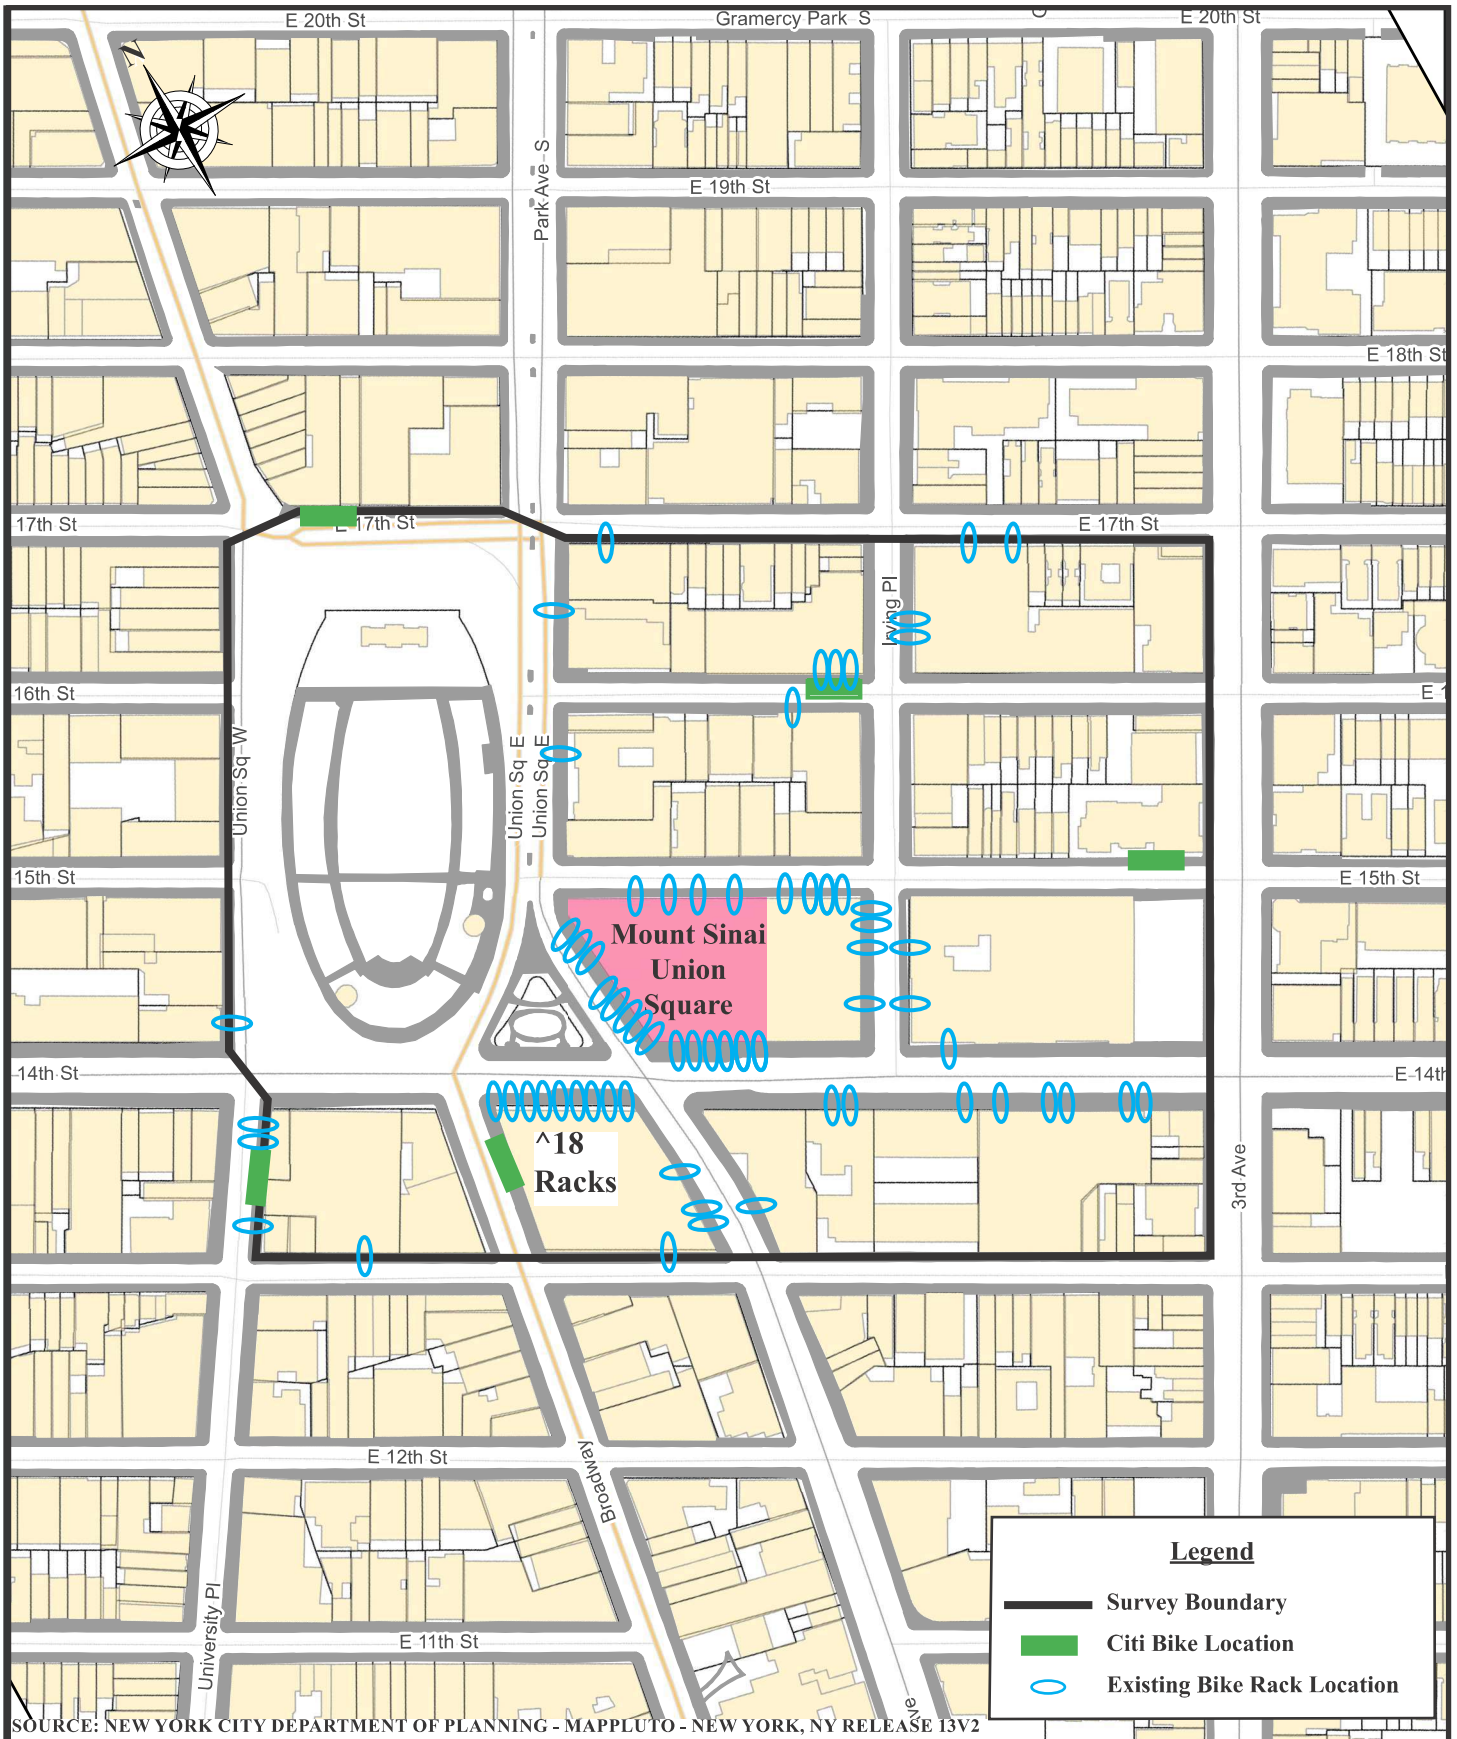 E 20th St
Gramercy Park S
E 20th St
N
Park Ave S
E 19th St
E 18th St
17th St
E 17th St
E 17th St
Irving Pl
16th St
E 1
Union Sq W
Union Sq E
Union Sq E
15th St
E 15th St
Mount Sinai
Union
Square
14th St
E 14th
^18
Racks
3rd Ave
E 12th St
Broadway
University Pl
E 11th St
Ave
Legend
Survey Boundary
Citi Bike Location
Existing Bike Rack Location
SOURCE: NEW YORK CITY DEPARTMENT OF PLANNING - MAPPLUTO - NEW YORK, NY RELEASE 13V2